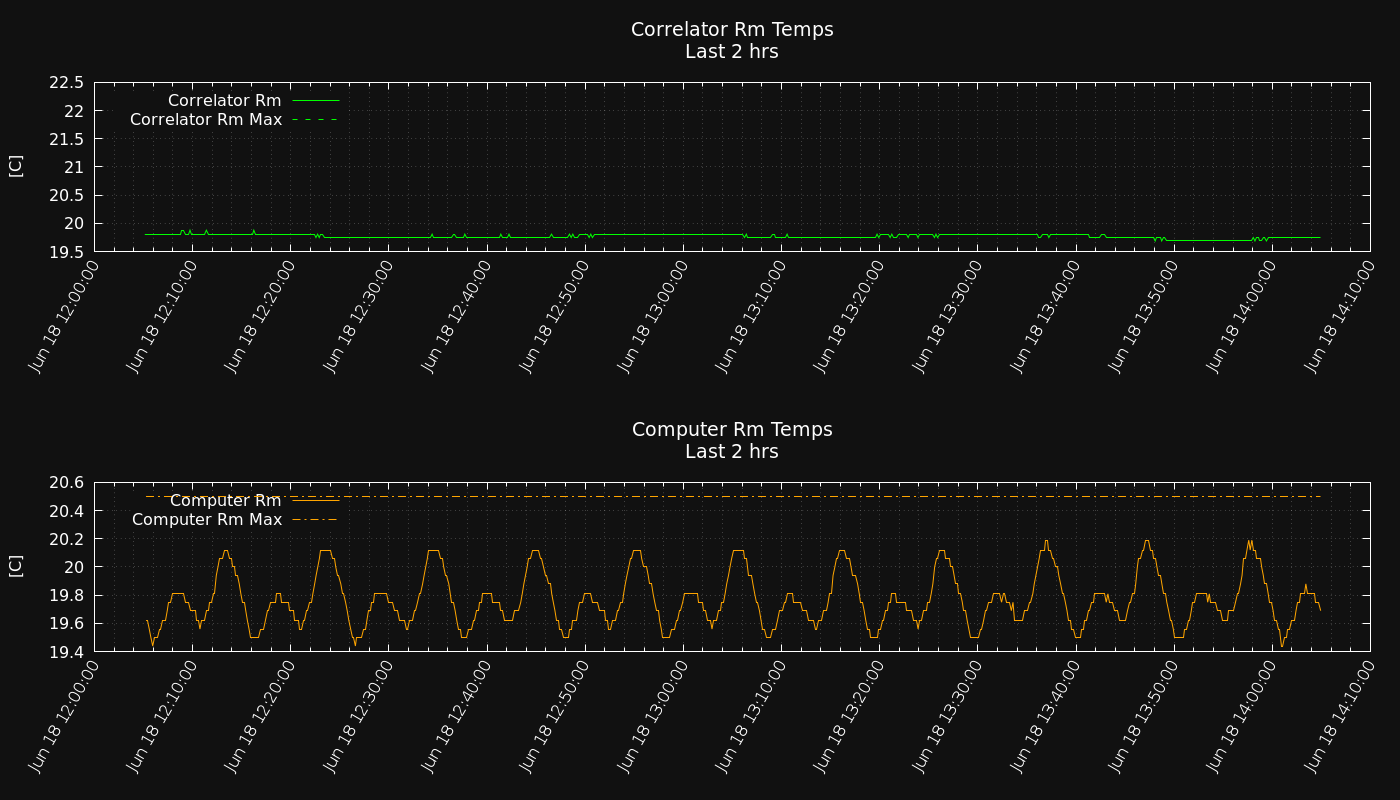 Correlator Rm Temps
Last 2 hrs
22.5
22
21.5
21
20.5
20
19.5
[C]
Correlator Rm
Correlator Rm Max
Jun 18 12:00:00
Jun 18 12:10:00
Jun 18 12:20:00
Jun 18 12:30:00
Jun 18 12:40:00
Jun 18 12:50:00
Jun 18 13:00:00
Jun 18 13:10:00
Jun 18 13:20:00
Jun 18 13:30:00
Jun 18 13:40:00
Jun 18 13:50:00
Jun 18 14:00:00
Jun 18 14:10:00
Computer Rm Temps
Last 2 hrs
20.6
20.4
20.2
20
19.8
19.6
19.4
[C]
Computer Rm
Computer Rm Max
Jun 18 12:00:00
Jun 18 12:10:00
Jun 18 12:20:00
Jun 18 12:30:00
Jun 18 12:40:00
Jun 18 12:50:00
Jun 18 13:00:00
Jun 18 13:10:00
Jun 18 13:20:00
Jun 18 13:30:00
Jun 18 13:40:00
Jun 18 13:50:00
Jun 18 14:00:00
Jun 18 14:10:00